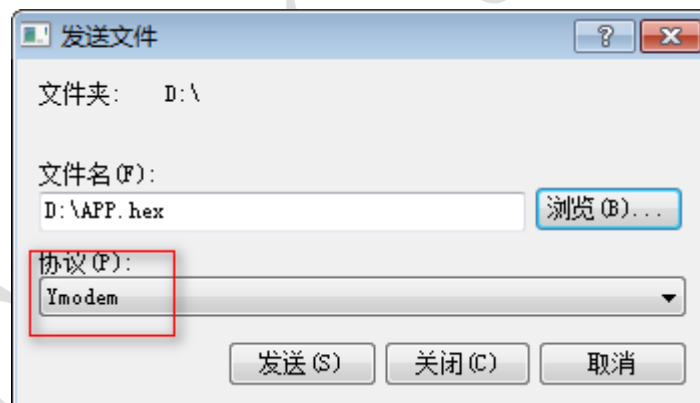 发送文件
文件夹: D:\
文件名(F):
D:\APP.hex 浏览(B)...
协议(P):
Ymodem
发送(S) 关闭(C) 取消